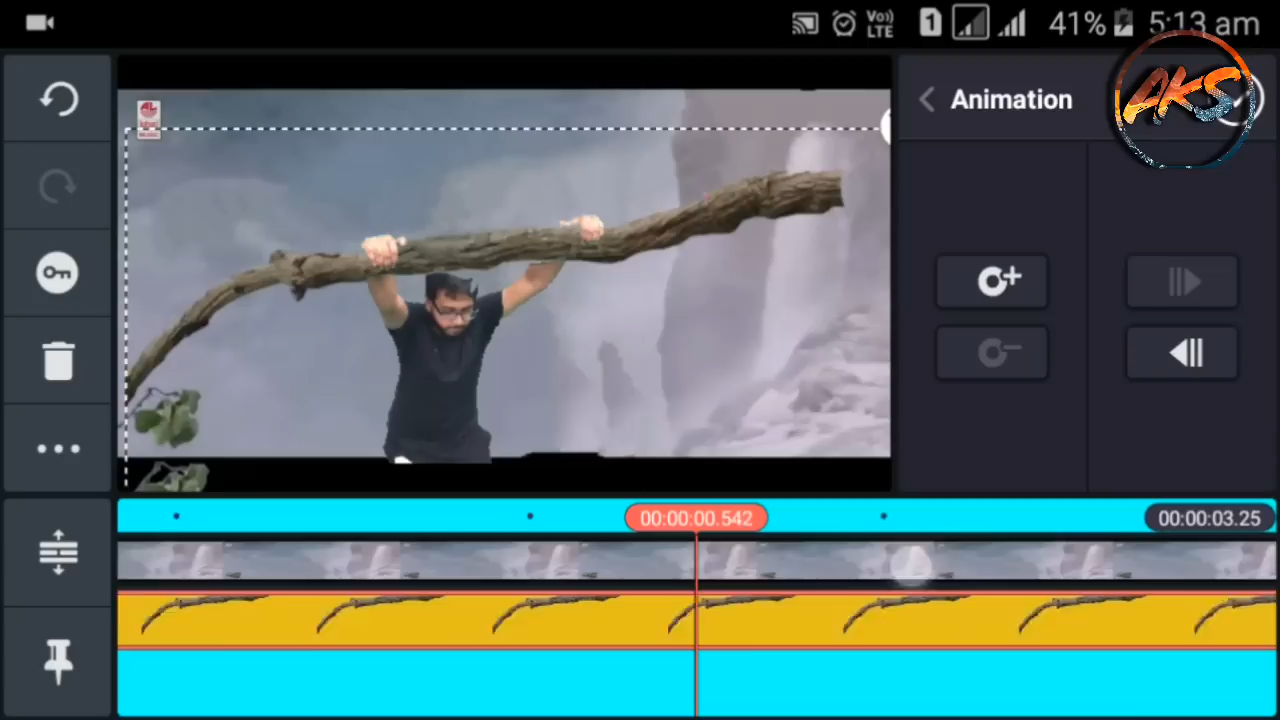 Vo)
LTE
1
41%
5:13 am
Animation
AKS
00:00:00.542
00:00:03.25